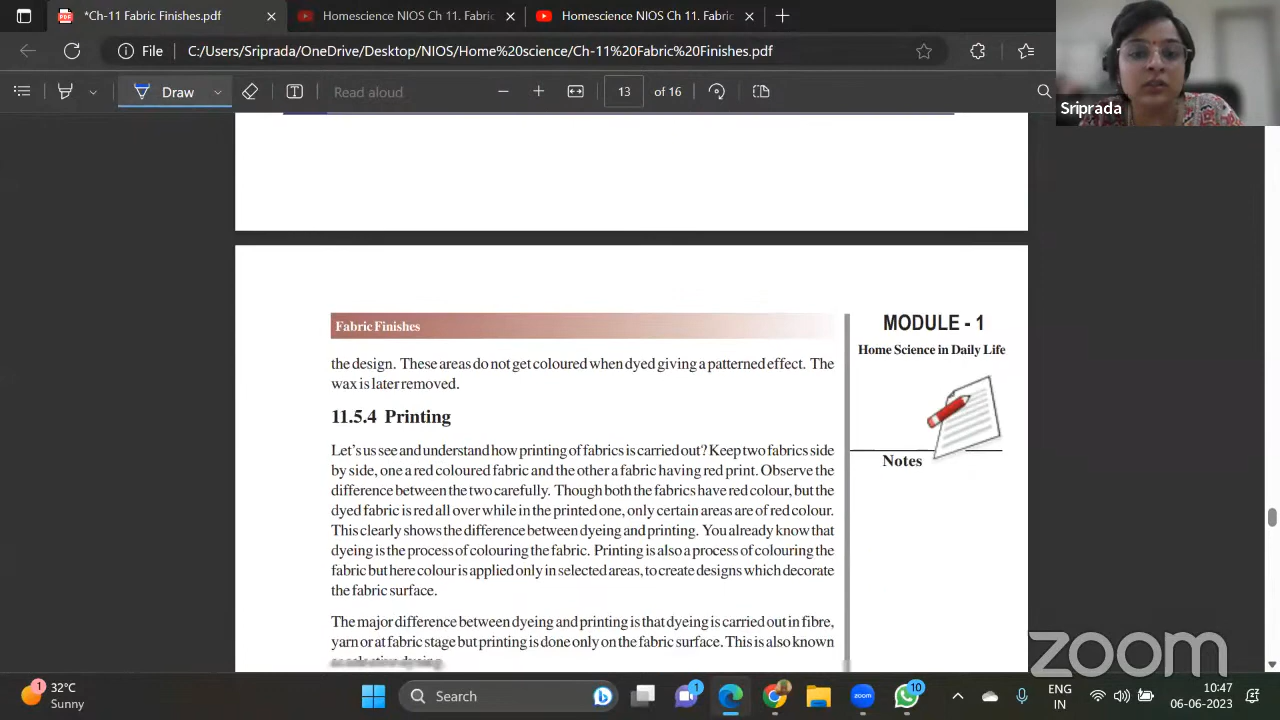 *Ch-11 Fabric Finishes.pdf
Homescience NIOS Ch 11. Fabric
Homescience NIOS Ch 11. Fabric
File
C:/Users/Sriprada/OneDrive/Desktop/NIOS/Home%20science/Ch-11%20Fabric%20Finishes.pdf
Draw
Read aloud
13 of 16
Sriprada
Fabric Finishes
MODULE - 1
Home Science in Daily Life
Notes
the design. These areas do not get coloured when dyed giving a patterned effect. The
wax is later removed.
11.5.4 Printing
Let's us see and understand how printing of fabrics is carried out? Keep two fabrics side
by side, one a red coloured fabric and the other a fabric having red print. Observe the
difference between the two carefully. Though both the fabrics have red colour, but the
dyed fabric is red all over while in the printed one, only certain areas are of red colour.
This clearly shows the difference between dyeing and printing. You already know that
dyeing is the process of colouring the fabric. Printing is also a process of colouring the
fabric but here colour is applied only in selected areas, to create designs which decorate
the fabric surface.
The major difference between dyeing and printing is that dyeing is carried out in fibre,
yarn or at fabric stage but printing is done only on the fabric surface. This is also known
zoom
1
32°C
Sunny
Search
1
zoom
10
ENG
IN
10:47
06-06-2023